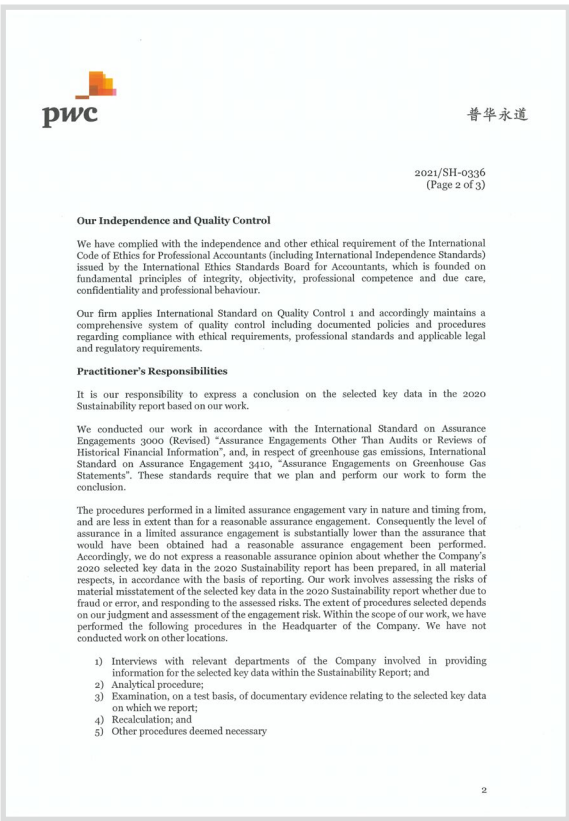 pwc
普华永道
2021/SH-0336
(Page 2 of 3)
Our Independence and Quality Control
We have complied with the independence and other ethical requirement of the International
Code of Ethics for Professional Accountants (including International Independence Standards)
issued by the International Ethics Standards Board for Accountants, which is founded on
fundamental principles of integrity, objectivity, professional competence and due care,
confidentiality and professional behaviour.
Our firm applies International Standard on Quality Control 1 and accordingly maintains a
comprehensive system of quality control including documented policies and procedures
regarding compliance with ethical requirements, professional standards and applicable legal
and regulatory requirements.
Practitioner's Responsibilities
It is our responsibility to express a conclusion on the selected key data in the 2020
Sustainability report based on our work.
We conducted our work in accordance with the International Standard on Assurance
Engagements 3000 (Revised) "Assurance Engagements Other Than Audits or Reviews of
Historical Financial Information", and, in respect of greenhouse gas emissions, International
Standard on Assurance Engagement 3410, "Assurance Engagements on Greenhouse Gas
Statements". These standards require that we plan and perform our work to form the
conclusion.
The procedures performed in a limited assurance engagement vary in nature and timing from,
and are less in extent than for a reasonable assurance engagement. Consequently the level of
assurance in a limited assurance engagement is substantially lower than the assurance that
would have been obtained had a reasonable assurance engagement been performed.
Accordingly, we do not express a reasonable assurance opinion about whether the Company's
2020 selected key data in the 2020 Sustainability report has been prepared, in all material
respects, in accordance with the basis of reporting. Our work involves assessing the risks of
material misstatement of the selected key data in the 2020 Sustainability report whether due to
fraud or error, and responding to the assessed risks. The extent of procedures selected depends
on our judgment and assessment of the engagement risk. Within the scope of our work, we have
performed the following procedures in the Headquarter of the Company. We have not
conducted work on other locations.
1) Interviews with relevant departments of the Company involved in providing
information for the selected key data within the Sustainability Report; and
2) Analytical procedure;
3) Examination, on a test basis, of documentary evidence relating to the selected key data
on which we report;
4) Recalculation; and
5) Other procedures deemed necessary
2